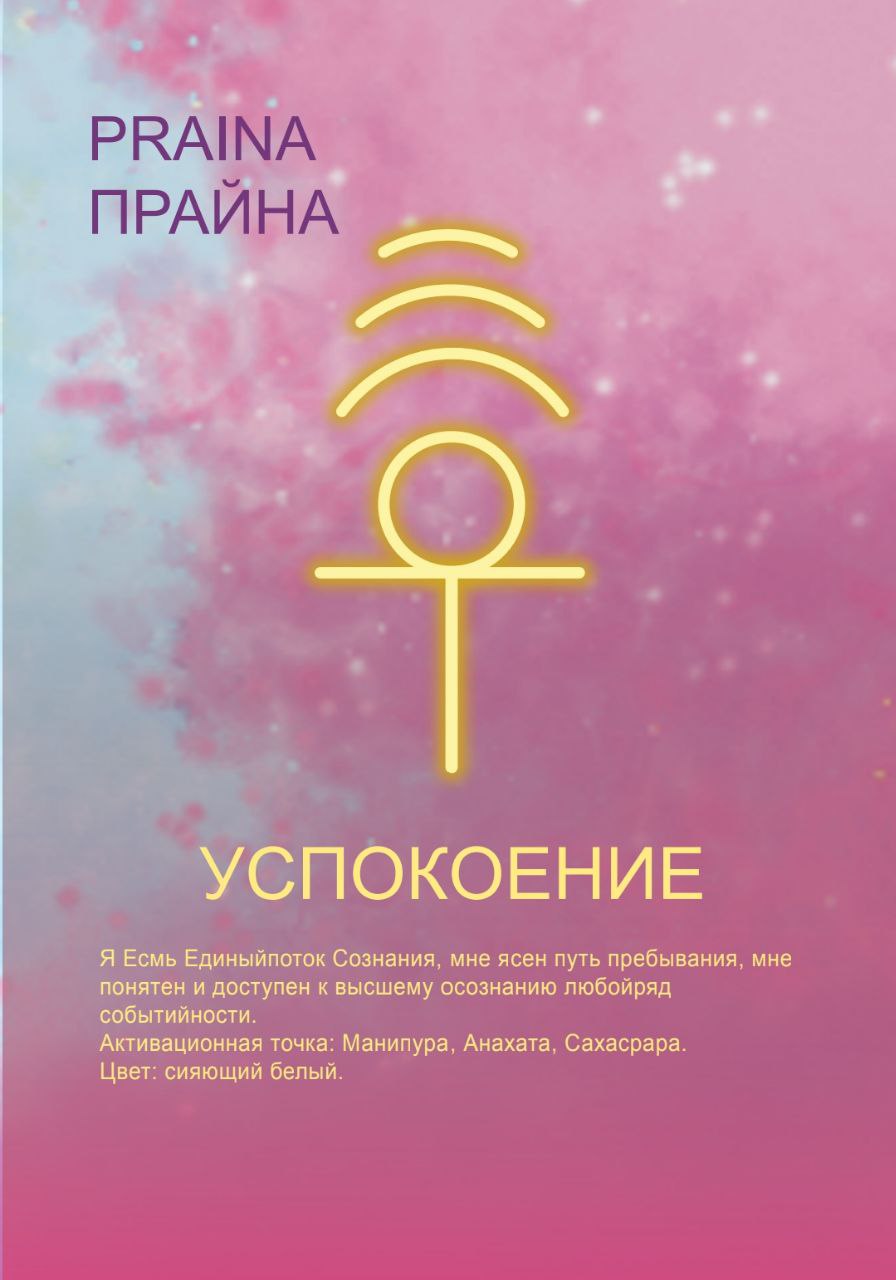 PRAINA
ПРАЙНА
УСПОКОЕНИЕ
Я Есмь Единыйпоток Сознания, мне ясен путь пребывания, мне
понятен и доступен к высшему осознанию любойряд
событийности.
Активационная точка: Манипура, Анахата, Сахасрара.
Цвет: сияющий белый.